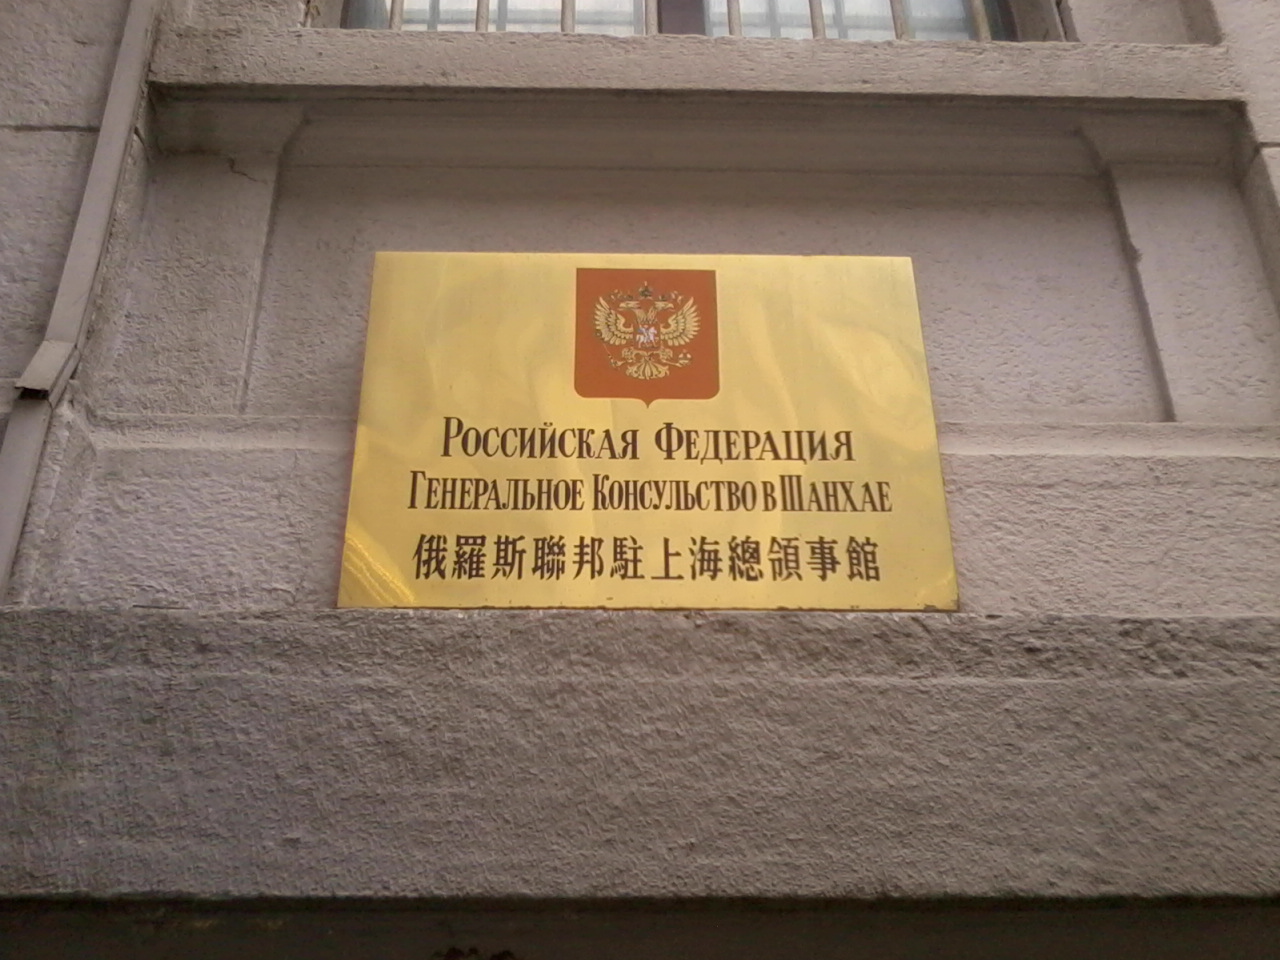 Российская Федерация
Генеральное Консульство в Шанхае
俄羅斯聯邦駐上海總領事館